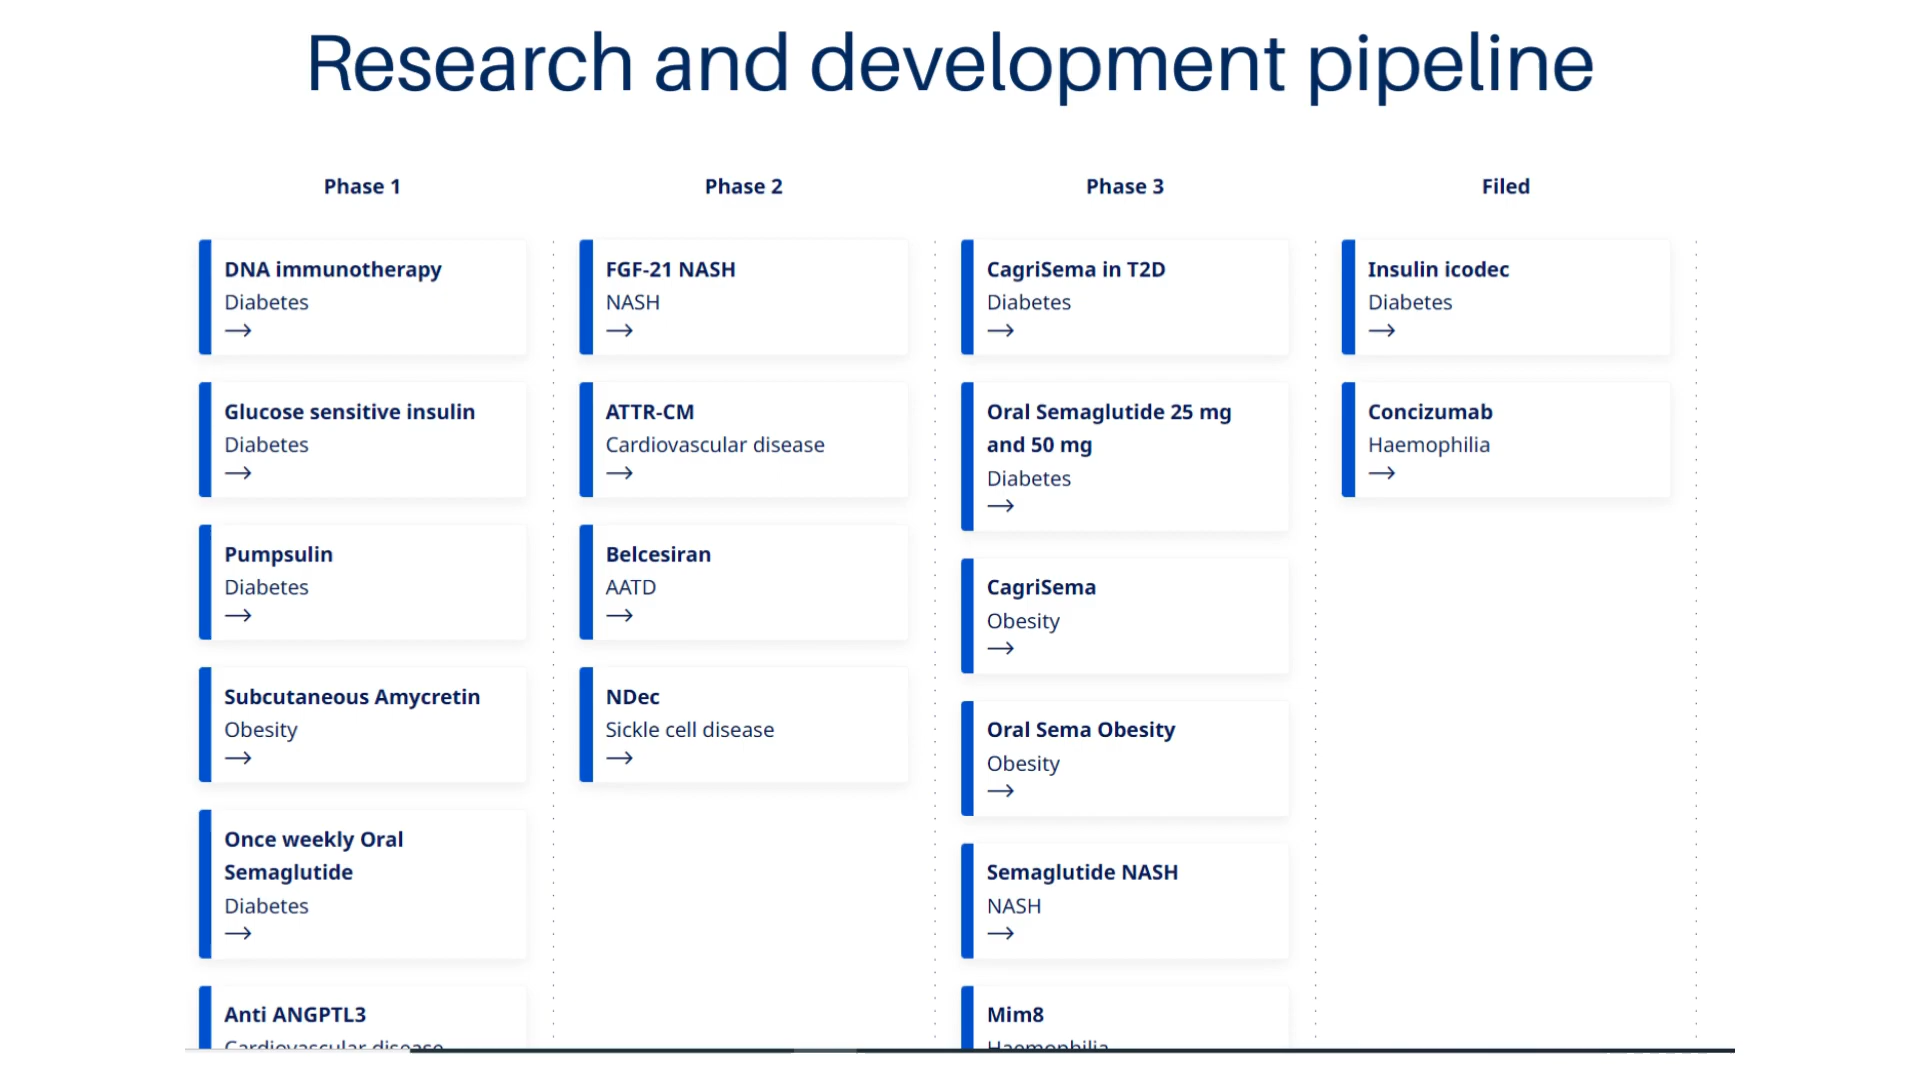 Research and development pipeline
Phase 1
DNA immunotherapy
Diabetes
Glucose sensitive insulin
Diabetes
Pumpsulin
Diabetes
Subcutaneous Amycretin
Obesity
Once weekly Oral
Semaglutide
Diabetes
Anti ANGPTL3
Cardiovascular disease
Phase 2
FGF-21 NASH
NASH
ATTR-CM
Cardiovascular disease
Belcesiran
AATD
NDec
Sickle cell disease
Phase 3
CagriSema in T2D
Diabetes
Oral Semaglutide 25 mg
and 50 mg
Diabetes
CagriSema
Obesity
Oral Sema Obesity
Obesity
Semaglutide NASH
NASH
Mim8
Haemophilia
Filed
Insulin icodec
Diabetes
Concizumab
Haemophilia